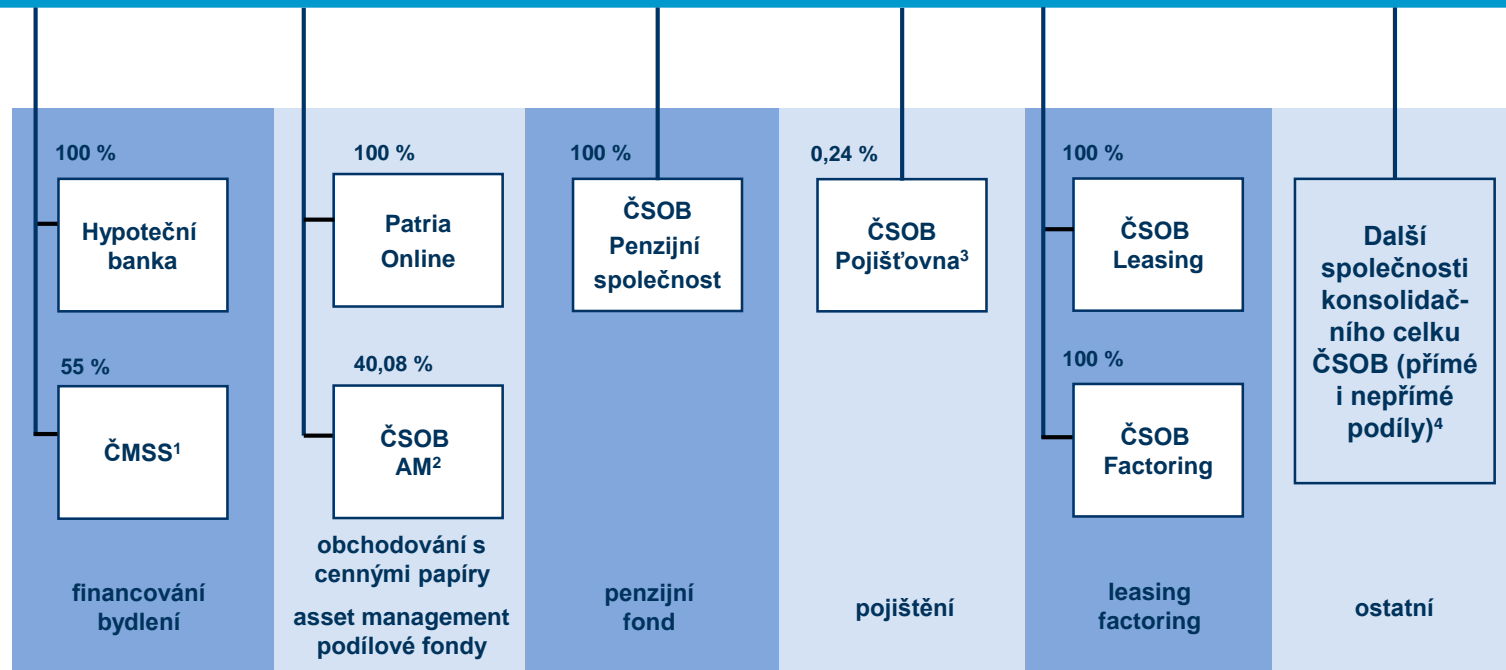 100 %
Hypoteční
banka
55 %
ČMSS¹
financování
bydlení
100 %
Patria
Online
40,08 %
ČSOB
AM²
obchodování s
cennými papíry
asset management
podílové fondy
100 %
ČSOB
Penzijní
společnost
penzijní
fond
0,24 %
ČSOB
Pojišťovna³
pojištění
100 %
ČSOB
Leasing
100 %
ČSOB
Factoring
leasing
factoring
Další
společnosti
konsolidač-
ního celku
ČSOB (přímé
i nepřímé
podíly)⁴
ostatní